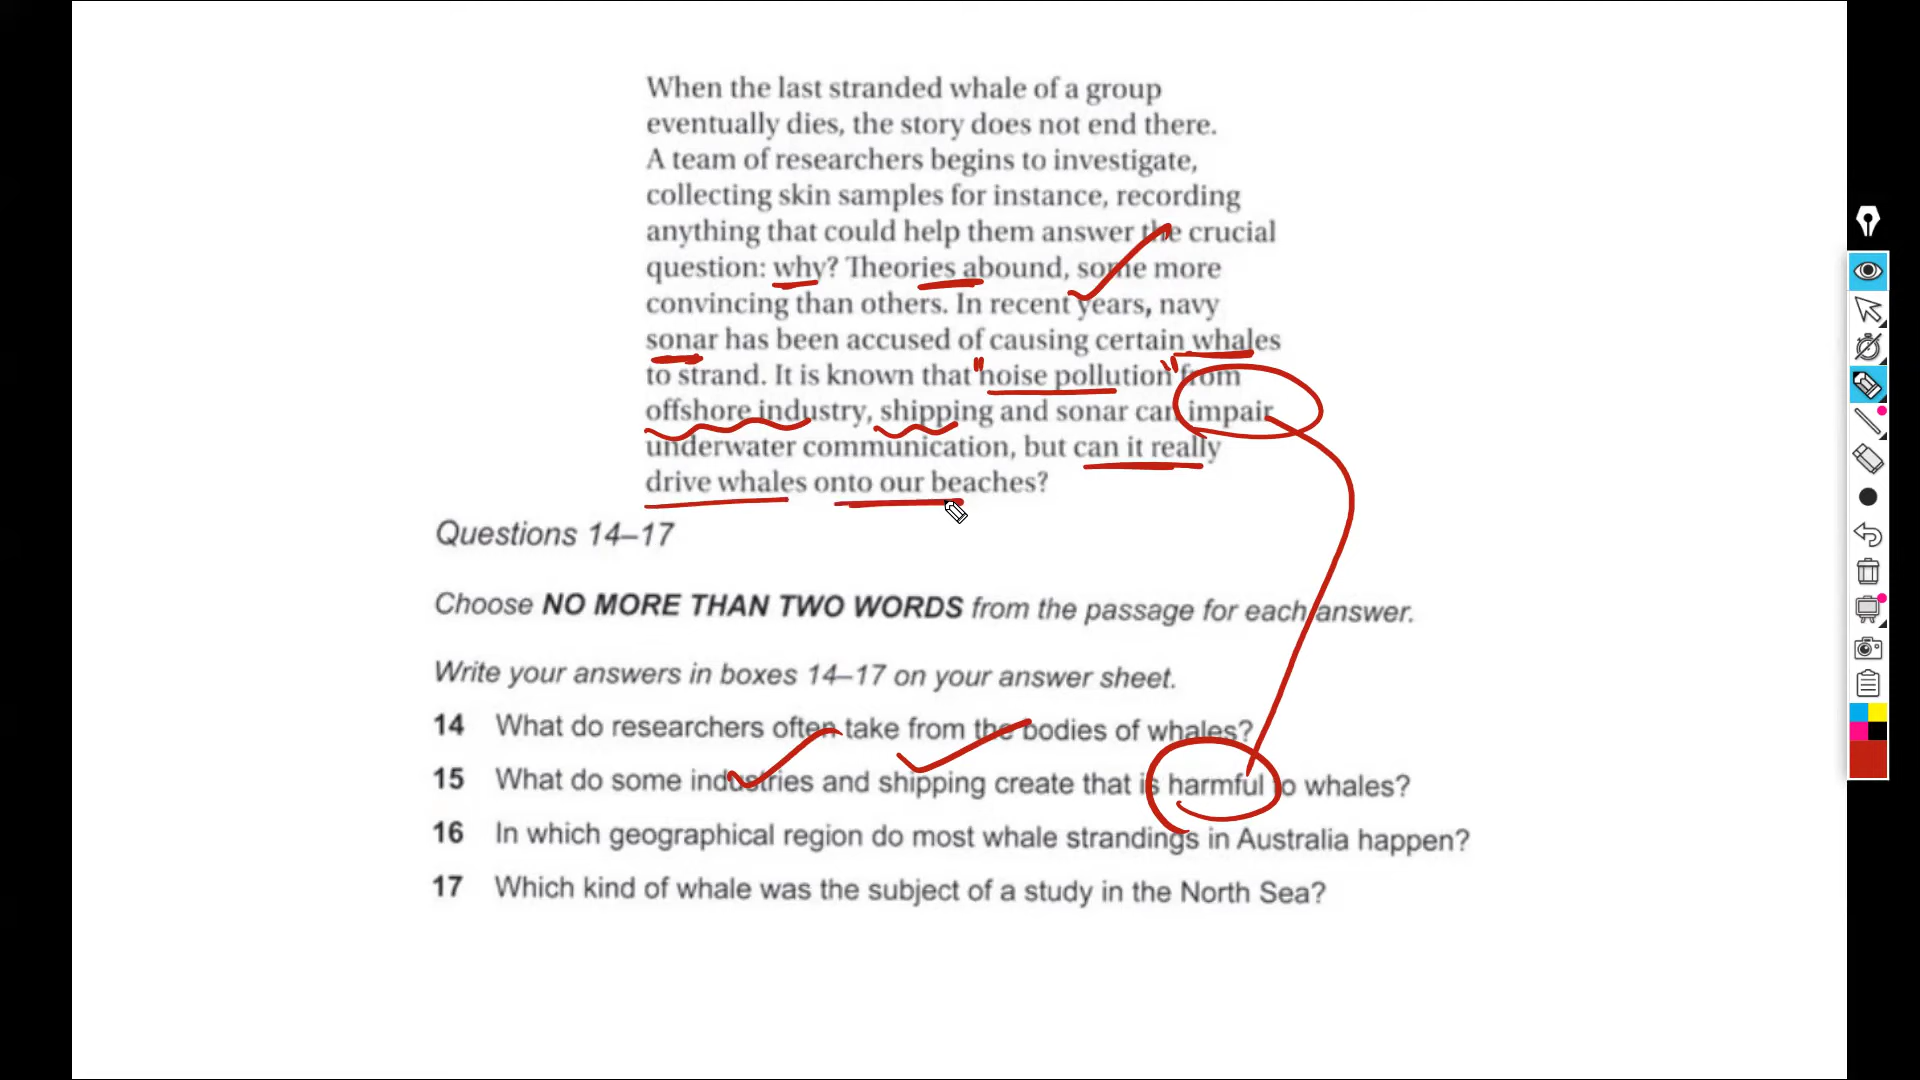 When the last stranded whale of a group
eventually dies, the story does not end there.
A team of researchers begins to investigate,
collecting skin samples for instance, recording
anything that could help them answer the crucial
question: why? Theories abound, some more
convincing than others. In recent years, navy
sonar has been accused of causing certain whales
to strand. It is known that "noise pollution" from
offshore industry, shipping and sonar can impair
underwater communication, but can it really
drive whales onto our beaches?
Questions 14–17
Choose NO MORE THAN TWO WORDS from the passage for each answer.
Write your answers in boxes 14–17 on your answer sheet.
14 What do researchers often take from the bodies of whales?
15 What do some industries and shipping create that is harmful to whales?
16 In which geographical region do most whale strandings in Australia happen?
17 Which kind of whale was the subject of a study in the North Sea?